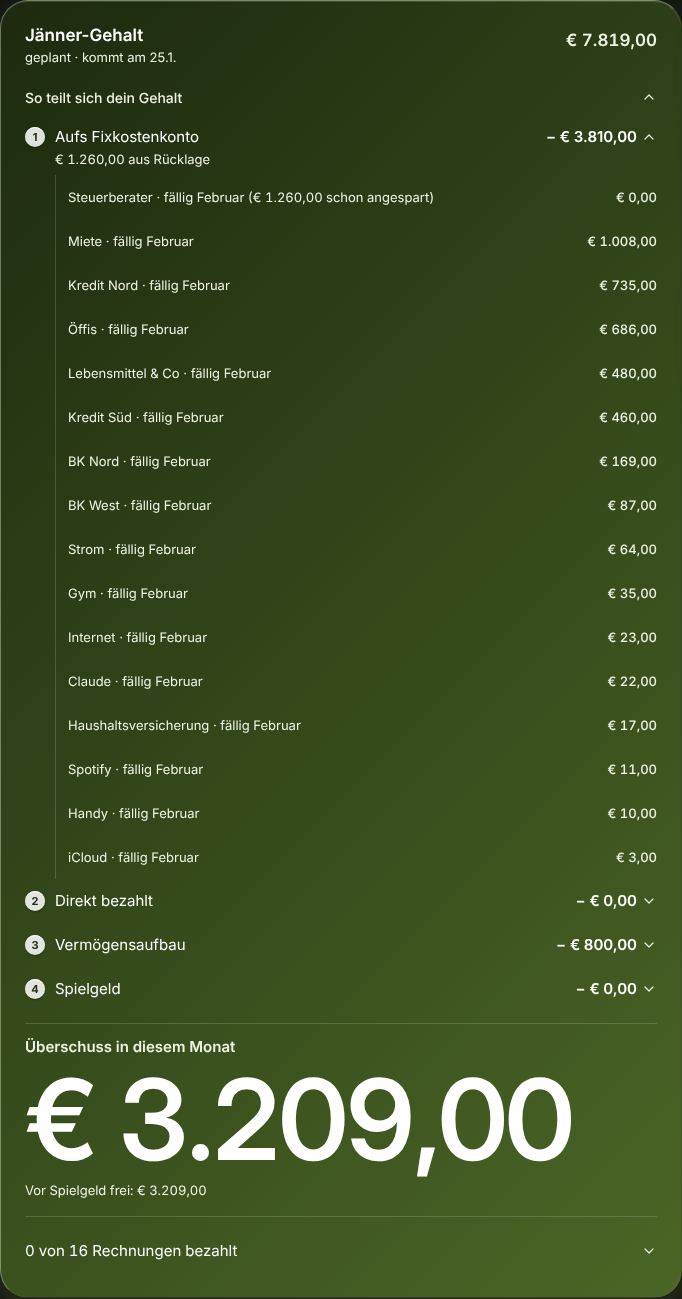 Jänner-Gehalt
€ 7.819,00
geplant · kommt am 25.1.
So teilt sich dein Gehalt
1 Aufs Fixkostenkonto – € 3.810,00
€ 1.260,00 aus Rücklage
Steuerberater · fällig Februar (€ 1.260,00 schon angespart) € 0,00
Miete · fällig Februar € 1.008,00
Kredit Nord · fällig Februar € 735,00
Öffis · fällig Februar € 686,00
Lebensmittel & Co · fällig Februar € 480,00
Kredit Süd · fällig Februar € 460,00
BK Nord · fällig Februar € 169,00
BK West · fällig Februar € 87,00
Strom · fällig Februar € 64,00
Gym · fällig Februar € 35,00
Internet · fällig Februar € 23,00
Claude · fällig Februar € 22,00
Haushaltsversicherung · fällig Februar € 17,00
Spotify · fällig Februar € 11,00
Handy · fällig Februar € 10,00
iCloud · fällig Februar € 3,00
2 Direkt bezahlt – € 0,00
3 Vermögensaufbau – € 800,00
4 Spielgeld – € 0,00
Überschuss in diesem Monat
€ 3.209,00
Vor Spielgeld frei: € 3.209,00
0 von 16 Rechnungen bezahlt